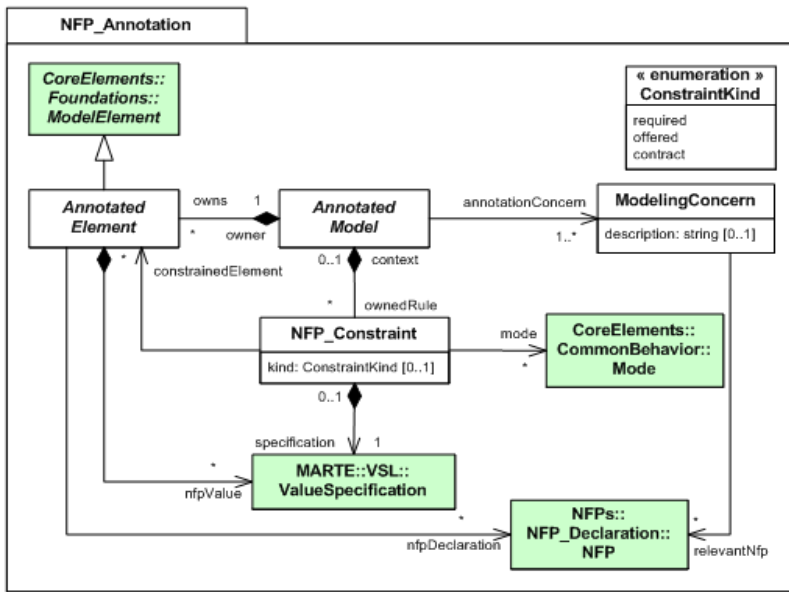 NFP_Annotation
CoreElements::
Foundations::
ModelElement
« enumeration »
ConstraintKind
required
offered
contract
Annotated
Element
owns
1
*
owner
Annotated
Model
annotationConcern
1..*
ModelingConcern
description: string [0..1]
*
constrainedElement
0..1
context
*
ownedRule
NFP_Constraint
kind: ConstraintKind [0..1]
mode
*
CoreElements::
CommonBehavior::
Mode
0..1
specification
1
*
nfpValue
MARTE::VSL::
ValueSpecification
*
nfpDeclaration
NFPs::
NFP_Declaration::
NFP
*
relevantNfp